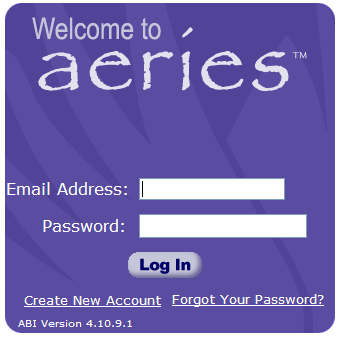 Welcome to
aeries™
Email Address:
Password:
Log In
Create New Account Forgot Your Password?
ABI Version 4.10.9.1